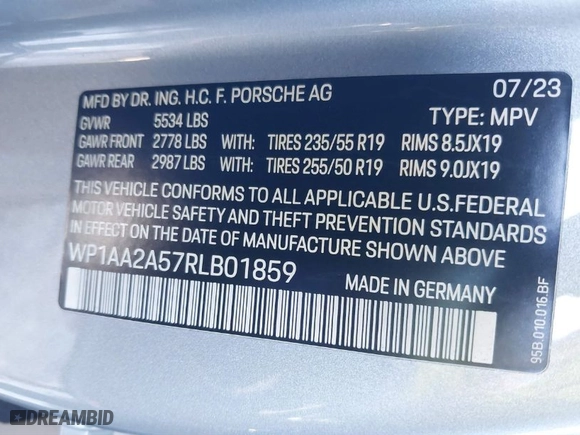 MFD BY DR. ING. H.C. F. PORSCHE AG 07/23
GVWR 5534 LBS TYPE: MPV
GAWR FRONT 2778 LBS WITH: TIRES 235/55 R19 RIMS 8.5JX19
GAWR REAR 2987 LBS WITH: TIRES 255/50 R19 RIMS 9.0JX19
THIS VEHICLE CONFORMS TO ALL APPLICABLE U.S.FEDERAL
MOTOR VEHICLE SAFETY AND THEFT PREVENTION STANDARDS
IN EFFECT ON THE DATE OF MANUFACTURE SHOWN ABOVE.
WP1AA2A57RLB01859
MADE IN GERMANY
95B.010.016.BF
DREAMBID